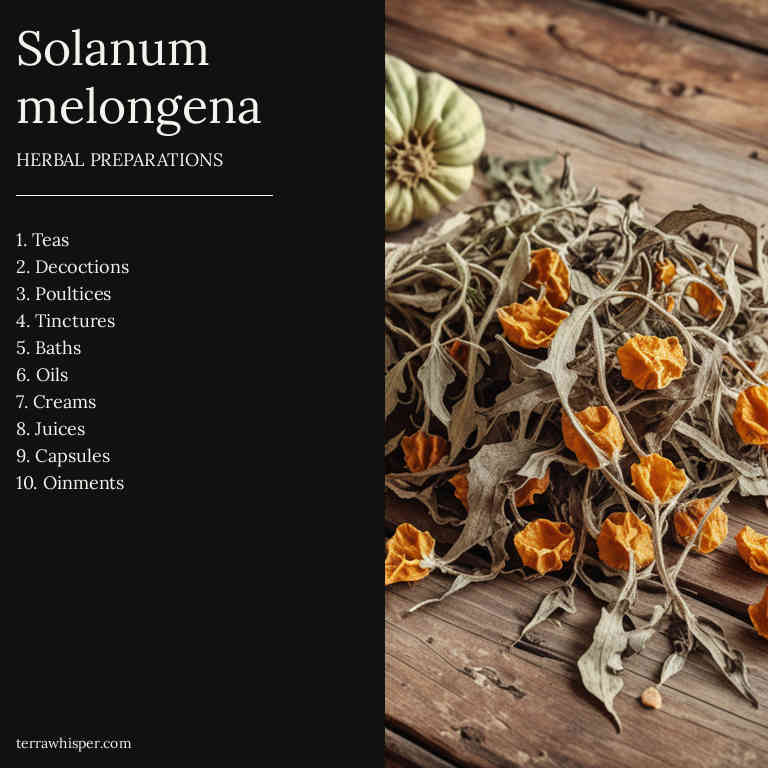 Solanum
melongena
HERBAL PREPARATIONS
1. Teas
2. Decoctions
3. Poultices
4. Tinctures
5. Baths
6. Oils
7. Creams
8. Juices
9. Capsules
10. Oinments
terrawhisper.com